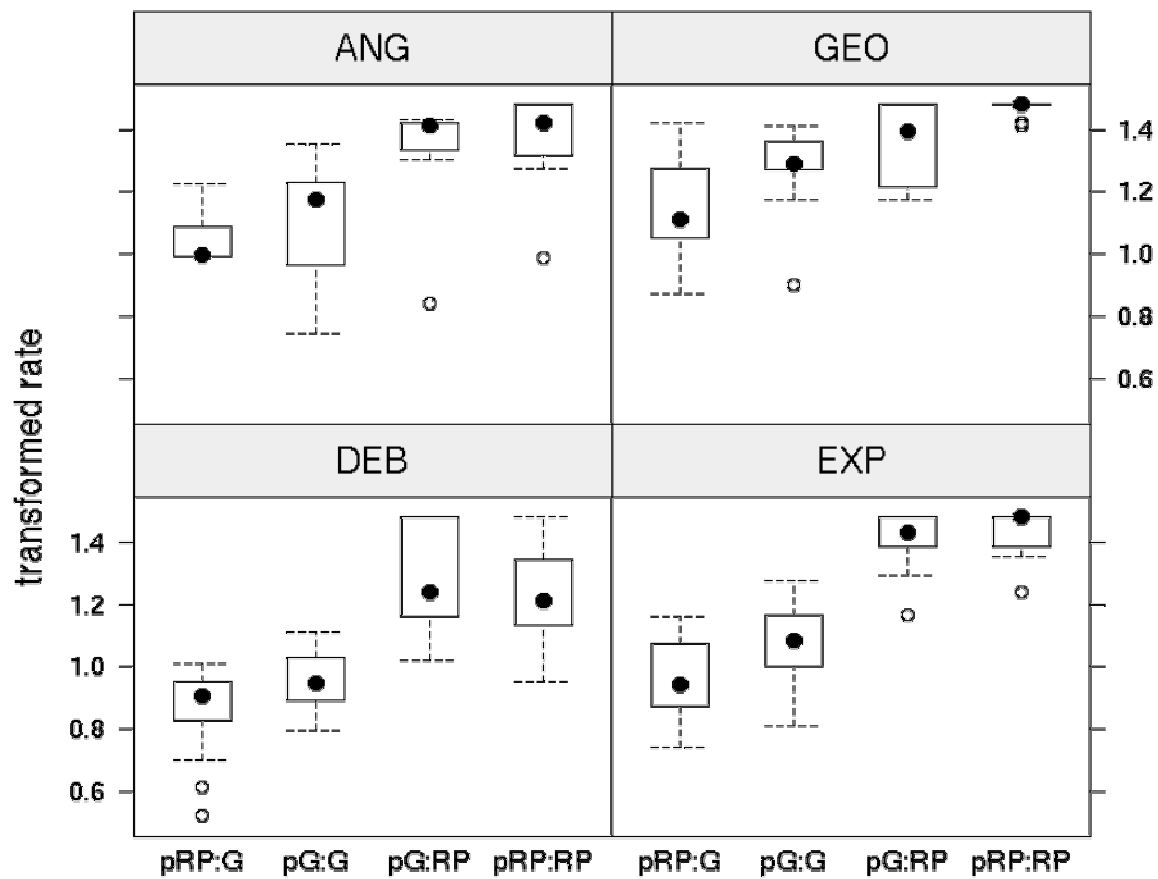 ANG
GEO
1.4
1.2
1.0
0.8
0.6
transformed rate
DEB
EXP
1.4
1.2
1.0
0.8
0.6
pRP:G pG:G pG:RP pRP:RP
pRP:G pG:G pG:RP pRP:RP